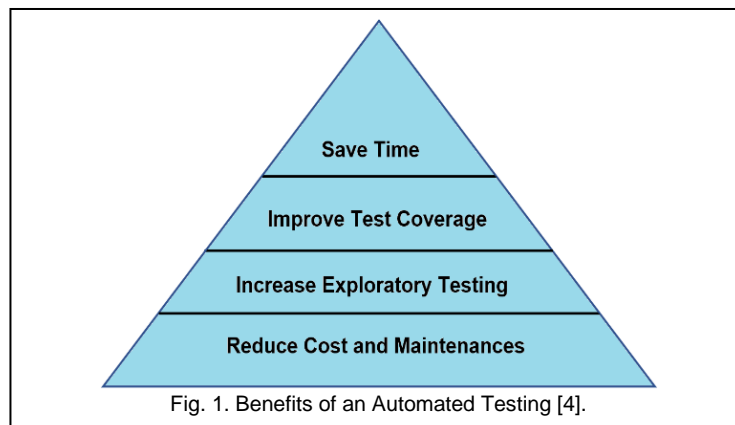 Save Time
Improve Test Coverage
Increase Exploratory Testing
Reduce Cost and Maintenances
Fig. 1. Benefits of an Automated Testing [4].